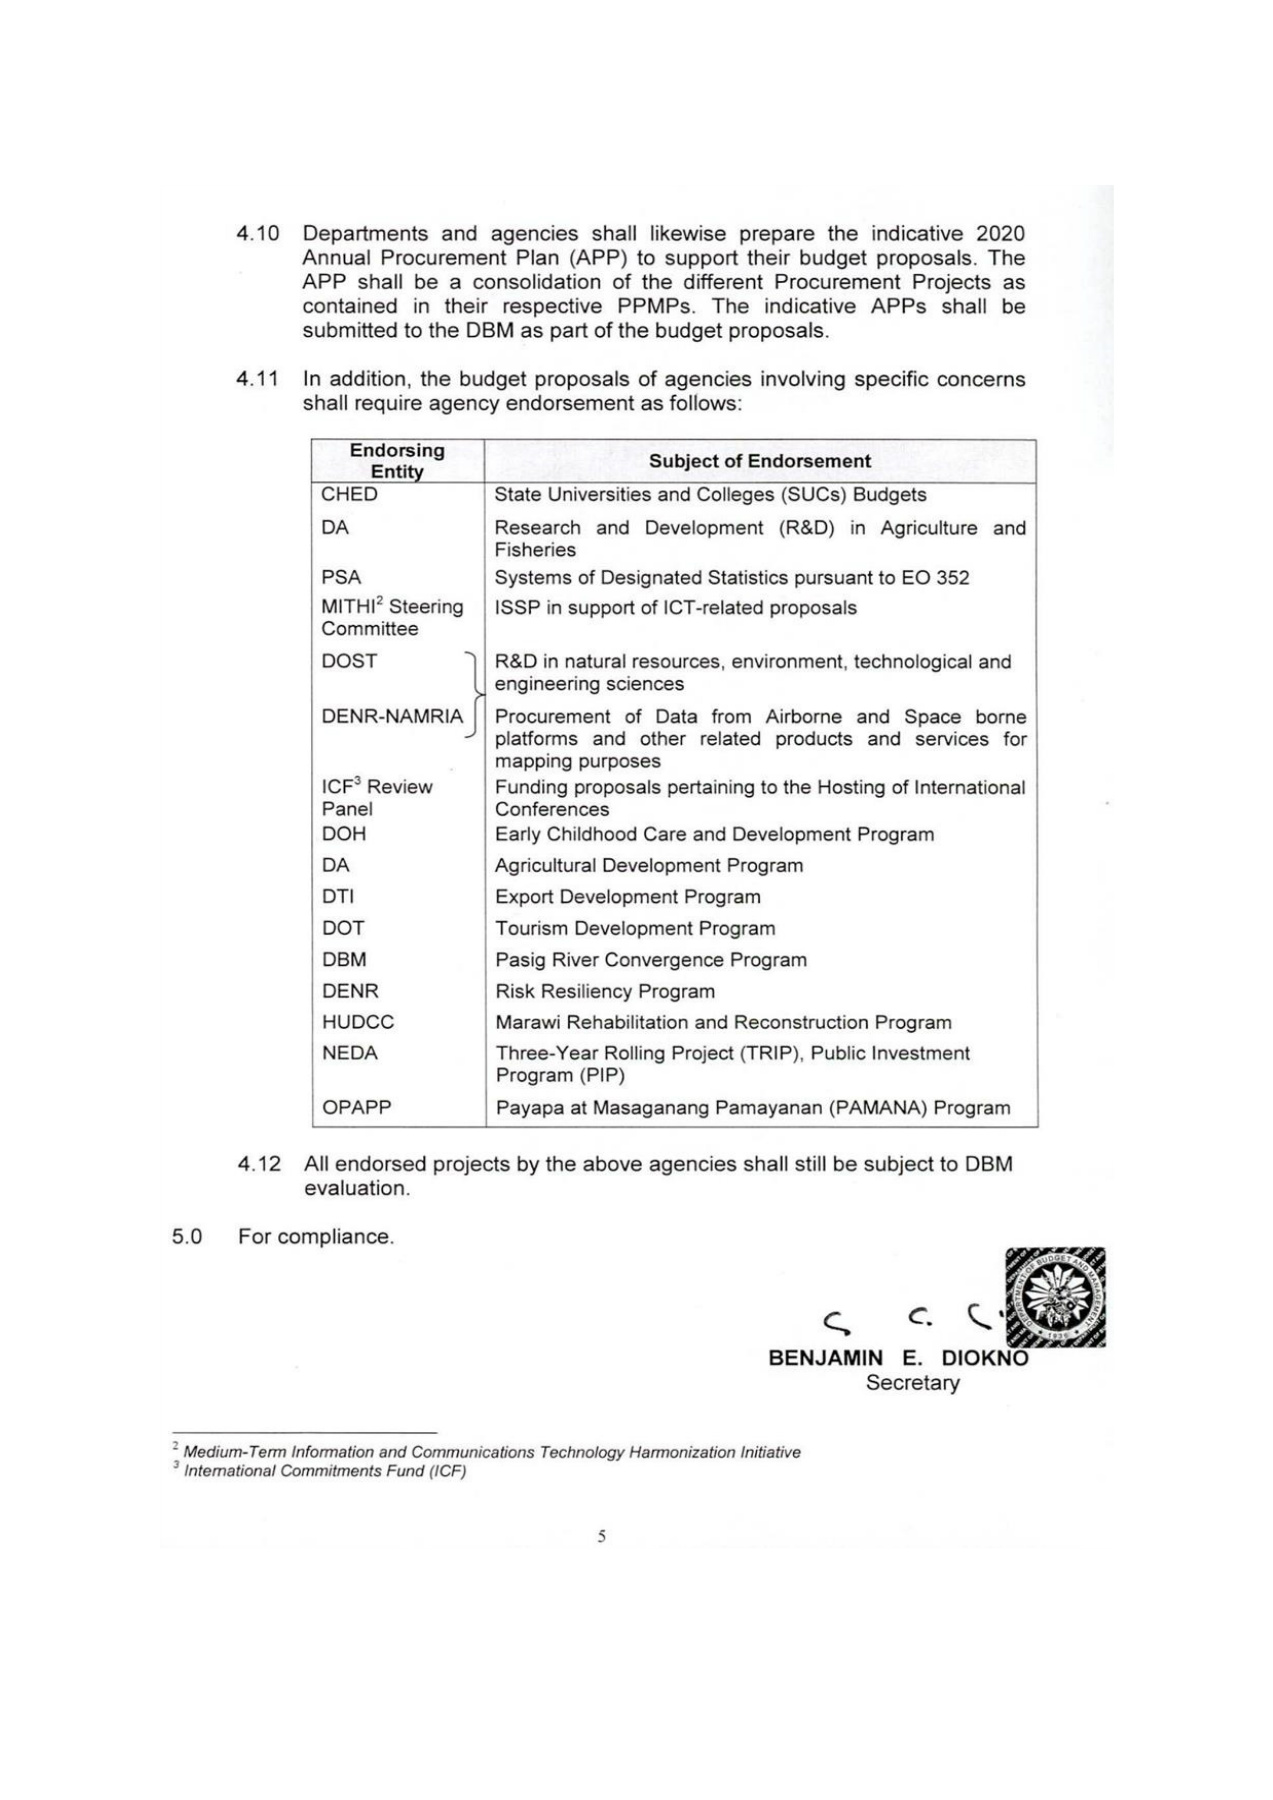 4.10 Departments and agencies shall likewise prepare the indicative 2020
Annual Procurement Plan (APP) to support their budget proposals. The
APP shall be a consolidation of the different Procurement Projects as
contained in their respective PPMPs. The indicative APPs shall be
submitted to the DBM as part of the budget proposals.
4.11 In addition, the budget proposals of agencies involving specific concerns
shall require agency endorsement as follows:
Endorsing
Entity
Subject of Endorsement
CHED State Universities and Colleges (SUCs) Budgets
DA Research and Development (R&D) in Agriculture and
Fisheries
PSA Systems of Designated Statistics pursuant to EO 352
MITHI² Steering ISSP in support of ICT-related proposals
Committee
DOST R&D in natural resources, environment, technological and
engineering sciences
DENR-NAMRIA Procurement of Data from Airborne and Space borne
platforms and other related products and services for
mapping purposes
ICF³ Review Funding proposals pertaining to the Hosting of International
Panel Conferences
DOH Early Childhood Care and Development Program
DA Agricultural Development Program
DTI Export Development Program
DOT Tourism Development Program
DBM Pasig River Convergence Program
DENR Risk Resiliency Program
HUDCC Marawi Rehabilitation and Reconstruction Program
NEDA Three-Year Rolling Project (TRIP), Public Investment
Program (PIP)
OPAPP Payapa at Masaganang Pamayanan (PAMANA) Program
4.12 All endorsed projects by the above agencies shall still be subject to DBM
evaluation.
5.0 For compliance.
DEPARTMENT OF BUDGET AND MANAGEMENT
BENJAMIN E. DIOKNO
Secretary
² Medium-Term Information and Communications Technology Harmonization Initiative
³ International Commitments Fund (ICF)
5